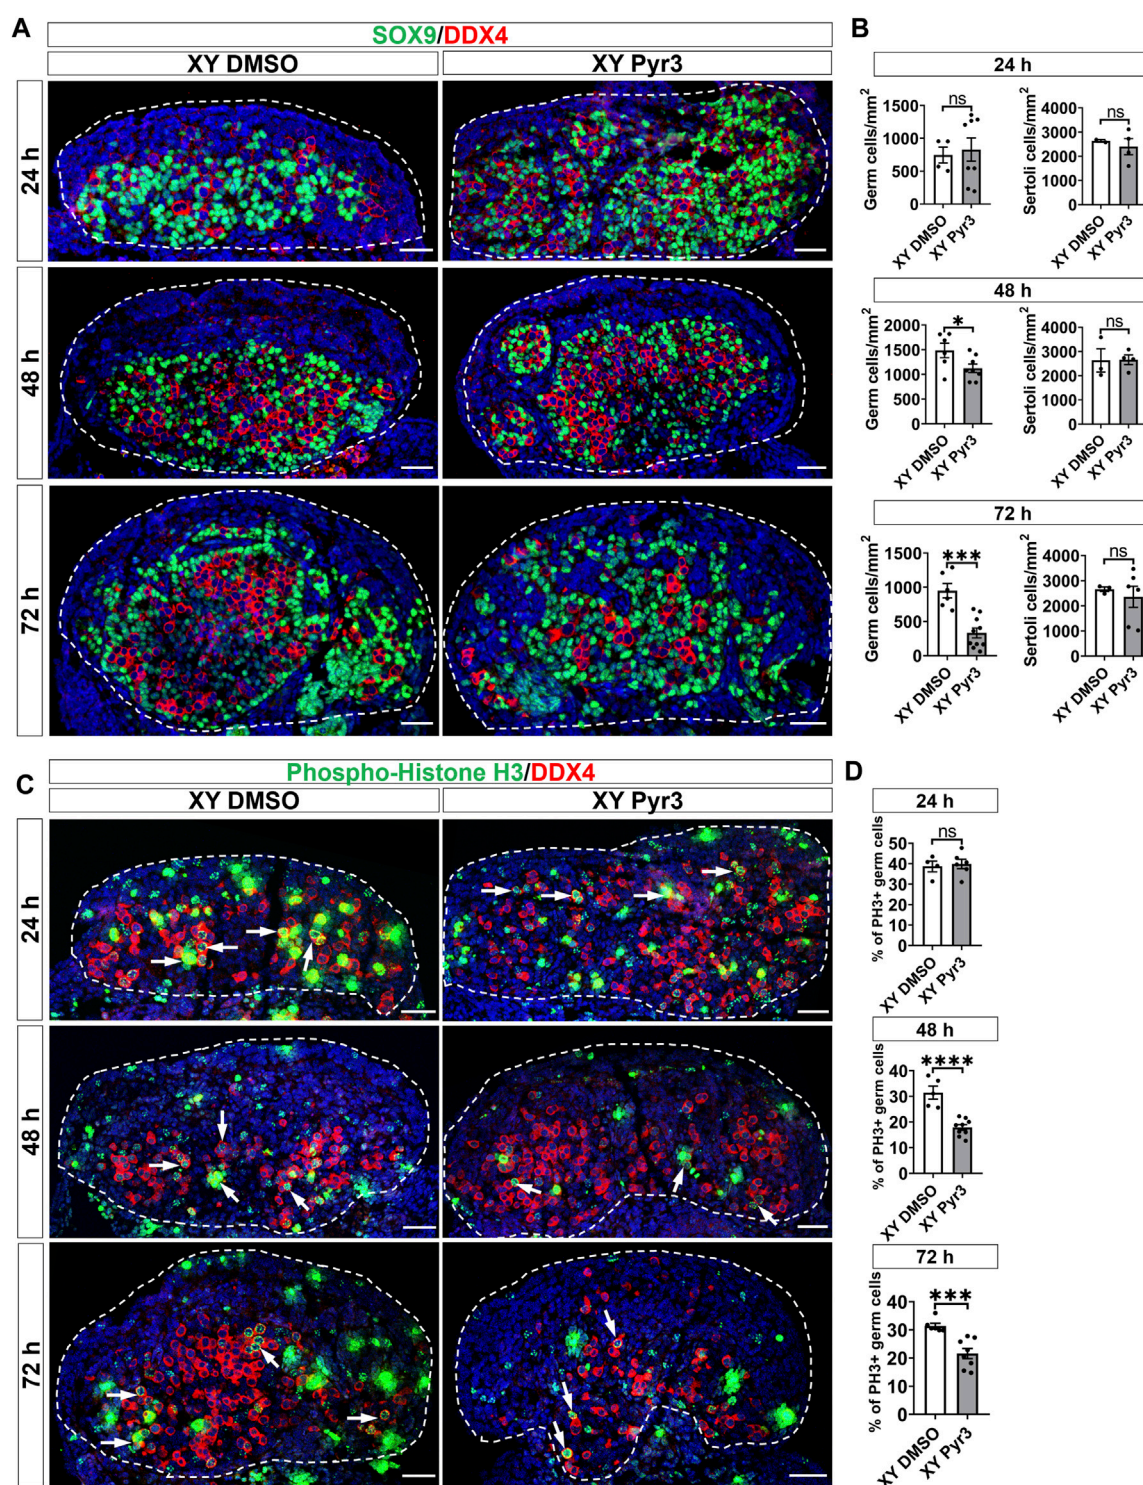 A
SOX9/DDX4
XY DMSO
XY Pyr3
24 h
48 h
72 h
B
24 h
Germ cells/mm²
1500
1000
500
0
ns
XY DMSO
XY Pyr3
Sertoli cells/mm²
4000
3000
2000
1000
0
ns
XY DMSO
XY Pyr3
48 h
Germ cells/mm²
2000
1500
1000
500
0
*
XY DMSO
XY Pyr3
Sertoli cells/mm²
4000
3000
2000
1000
0
ns
XY DMSO
XY Pyr3
72 h
Germ cells/mm²
1500
1000
500
0
***
XY DMSO
XY Pyr3
Sertoli cells/mm²
4000
3000
2000
1000
0
ns
XY DMSO
XY Pyr3
C
Phospho-Histone H3/DDX4
XY DMSO
XY Pyr3
24 h
48 h
72 h
D
24 h
% of PH3+ germ cells
50
40
30
20
10
0
ns
XY DMSO
XY Pyr3
48 h
% of PH3+ germ cells
40
30
20
10
0
****
XY DMSO
XY Pyr3
72 h
% of PH3+ germ cells
40
30
20
10
0
***
XY DMSO
XY Pyr3